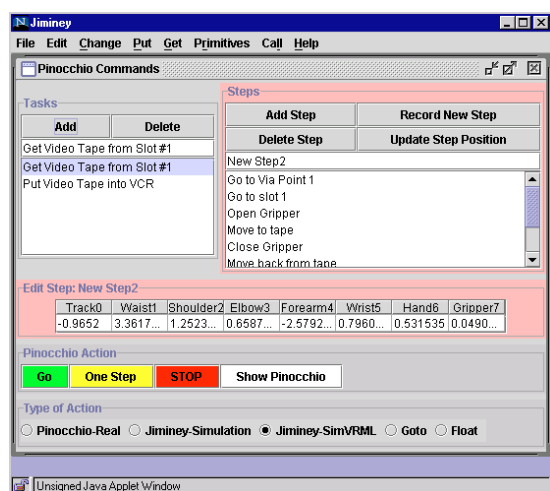 Jiminey
File Edit Change Put Get Primitives Call Help
Pinocchio Commands
Tasks
Add Delete
Get Video Tape from Slot #1
Get Video Tape from Slot #1
Put Video Tape into VCR
Steps
Add Step Record New Step
Delete Step Update Step Position
New Step2
Go to Via Point 1
Go to slot 1
Open Gripper
Move to tape
Close Gripper
Move back from tape
Edit Step: New Step2
Track0 Waist1 Shoulder2 Elbow3 Forearm4 Wrist5 Hand6 Gripper7
-0.9652 3.3617... 1.2523... 0.6587... -2.5792... 0.7960... 0.531535 0.0490...
Pinocchio Action
Go One Step STOP Show Pinocchio
Type of Action
Pinocchio-Real Jiminey-Simulation Jiminey-SimVRML Goto Float
Unsigned Java Applet Window